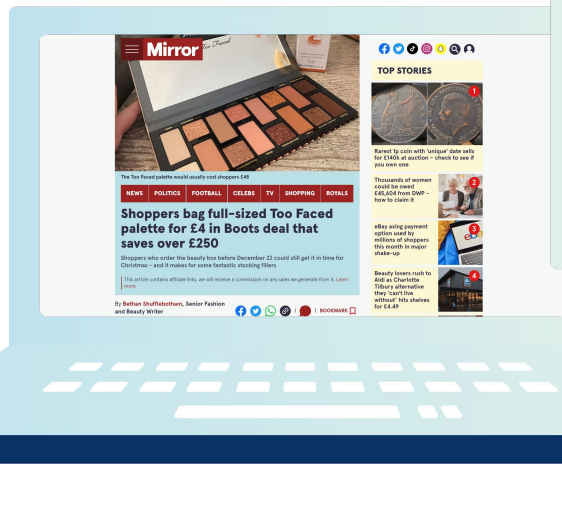 Mirror
Too Faced
TOP STORIES
1
Rarest 1p coin with 'unique' date sells
for £140k at auction – check to see if
you own one
The Too Faced palette would usually cost shoppers £48
Thousands of women
could be owed
£45,604 from DWP -
how to claim it
2
NEWS POLITICS FOOTBALL CELEBS TV SHOPPING ROYALS
Shoppers bag full-sized Too Faced
palette for £4 in Boots deal that
saves over £250
Shoppers who order the beauty box before December 22 could still get it in time for
Christmas - and it makes for some fantastic stocking fillers
This article contains affiliate links, we will receive a commission on any sales we generate from it. Learn
more
eBay axing payment
option used by
millions of shoppers
this month in major
shake-up
3
eb
Beauty lovers rush to
Aldi as Charlotte
Tilbury alternative
they 'can't live
without' hits shelves
for £4.49
4
By Bethan Shufflebotham, Senior Fashion
and Beauty Writer
BOOKMARK